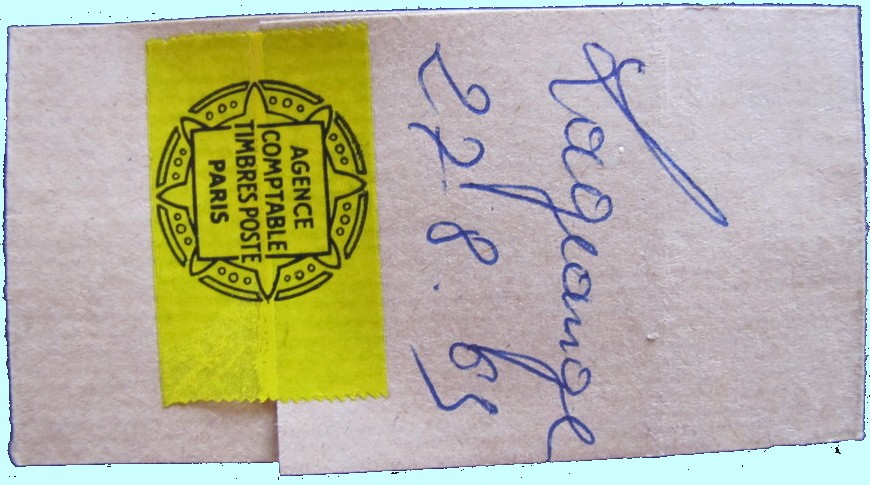 Lagrange
22.8.65
AGENCE
COMPTABLE
TIMBRES POSTE
PARIS